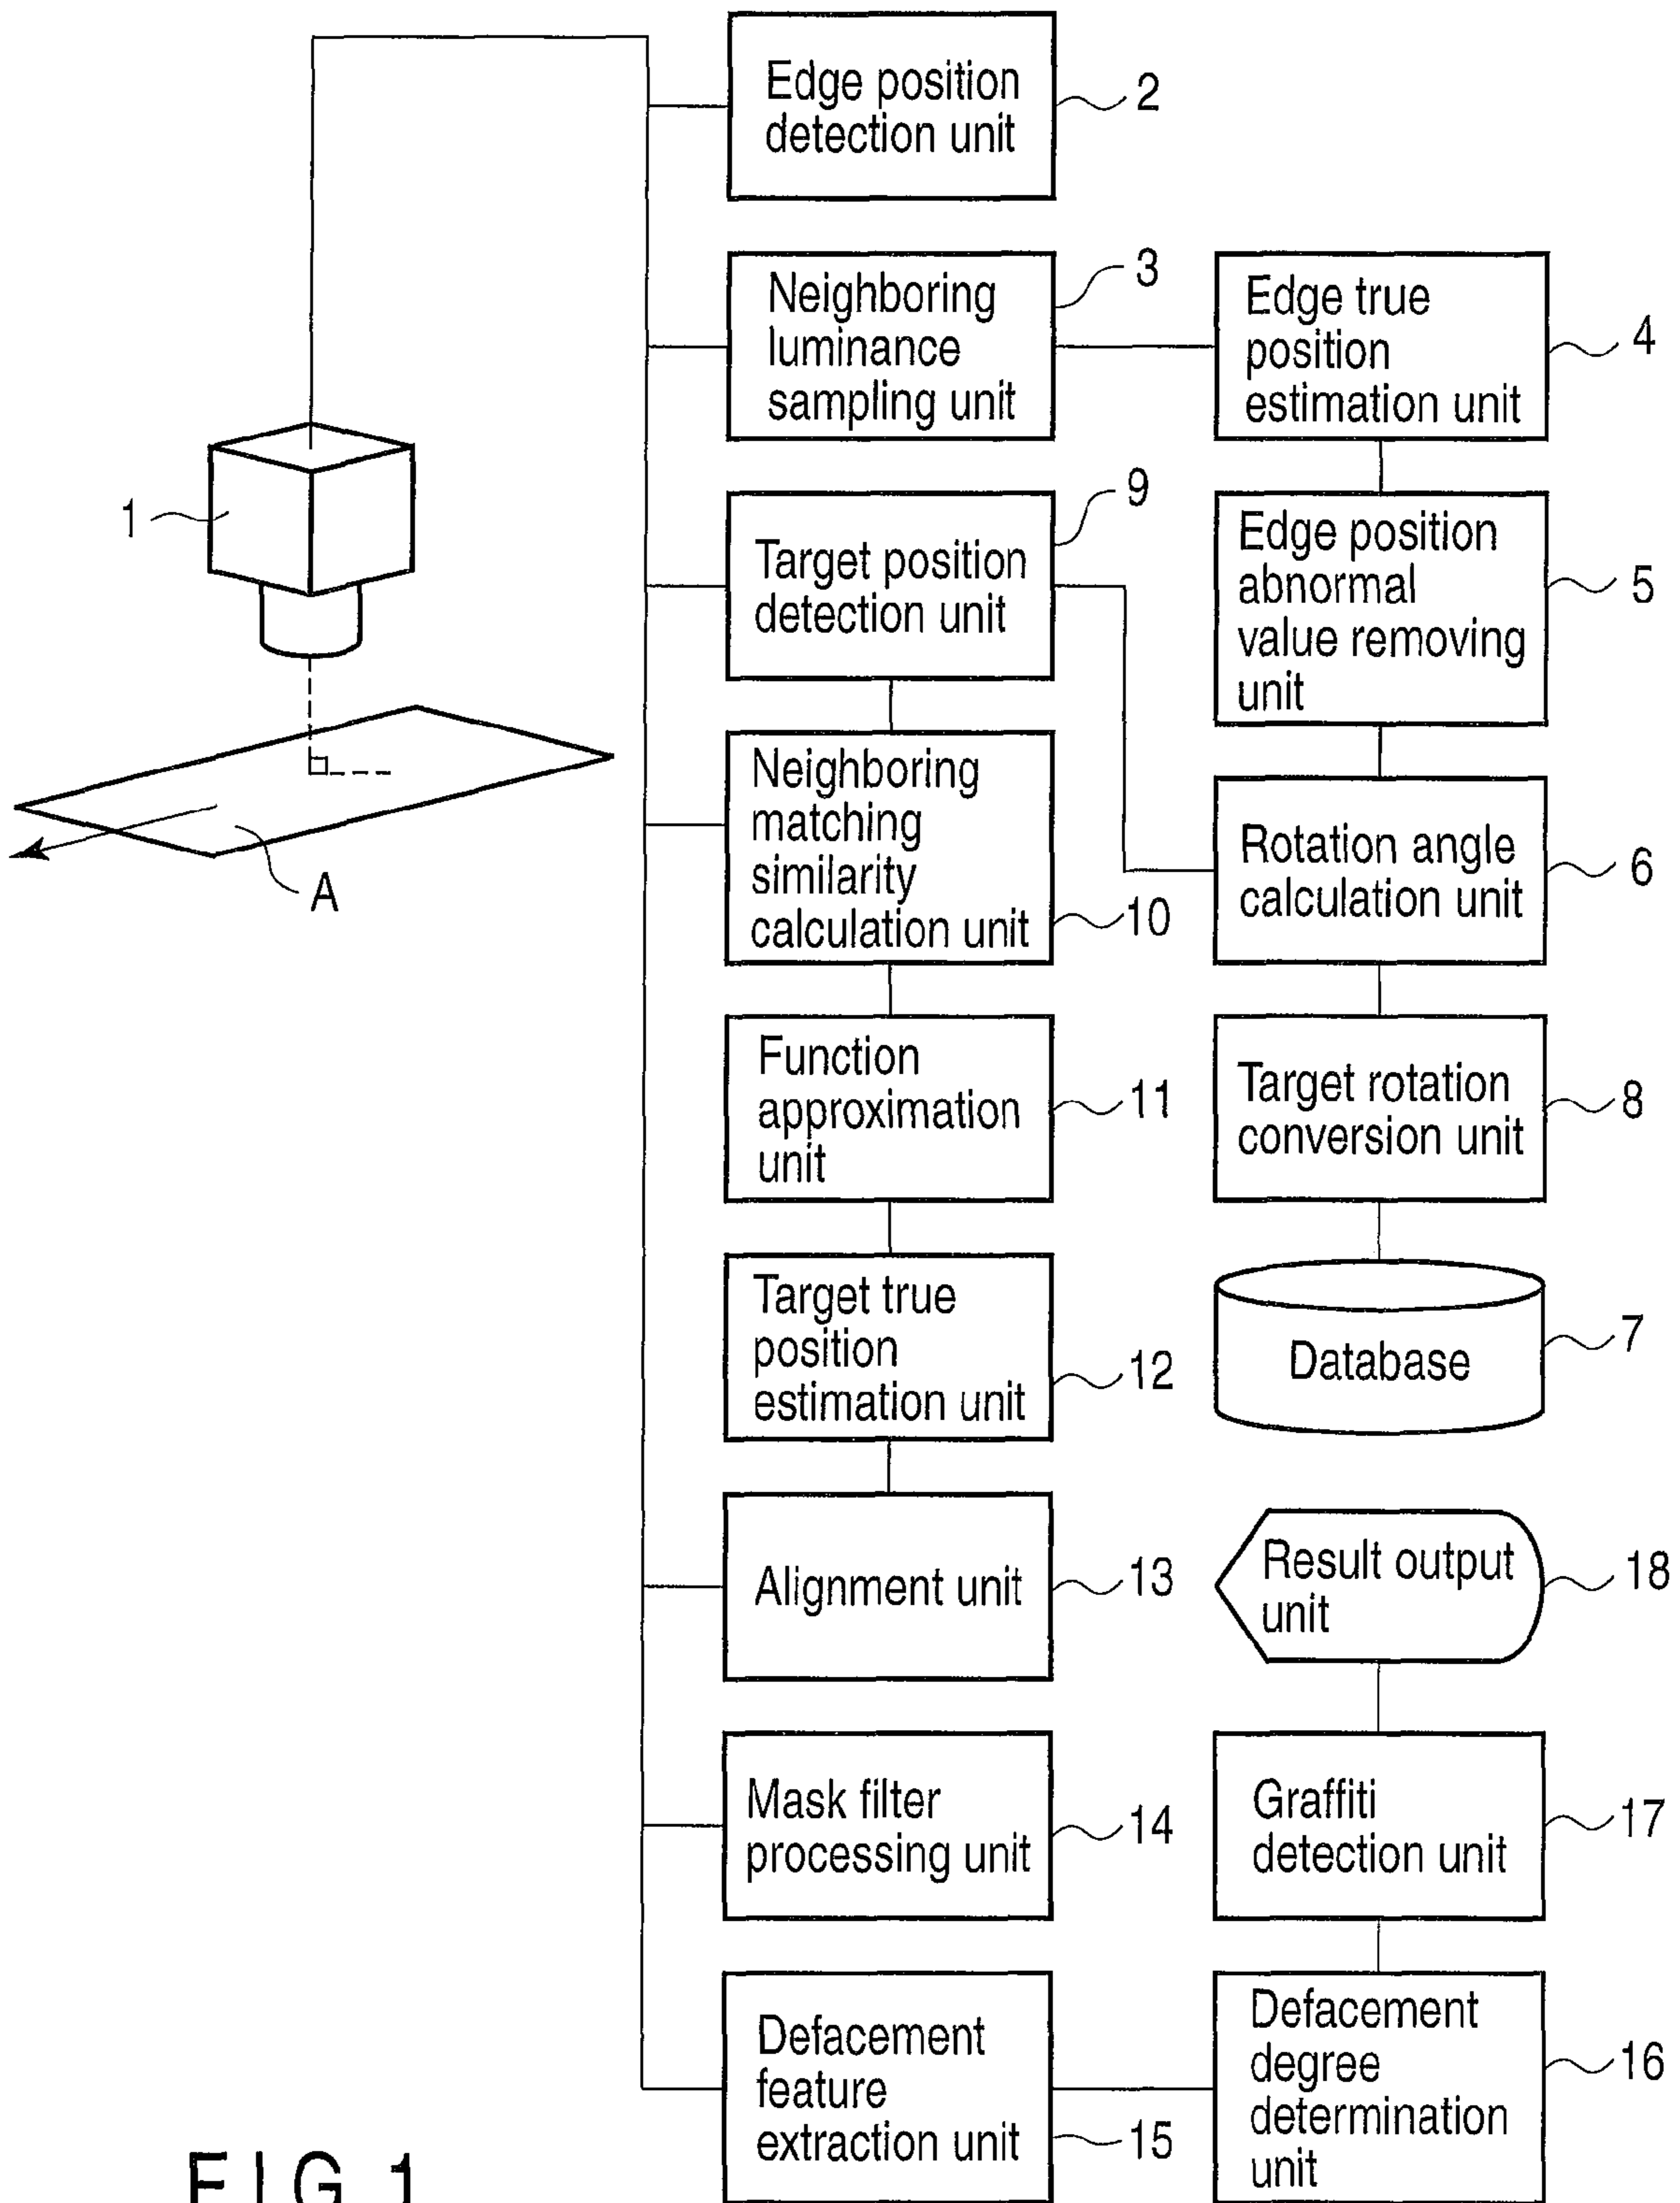 Edge position
detection unit
2
Neighboring
luminance
sampling unit
3
Edge true
position
estimation unit
4
Target position
detection unit
9
Edge position
abnormal
value removing
unit
5
1
A
Neighboring
matching
similarity
calculation unit
10
Rotation angle
calculation unit
6
Function
approximation
unit
11
Target rotation
conversion unit
8
Target true
position
estimation unit
12
Database
7
Alignment unit
13
Result output
unit
18
Mask filter
processing unit
14
Graffiti
detection unit
17
Defacement
feature
extraction unit
15
Defacement
degree
determination
unit
16
FIG. 1